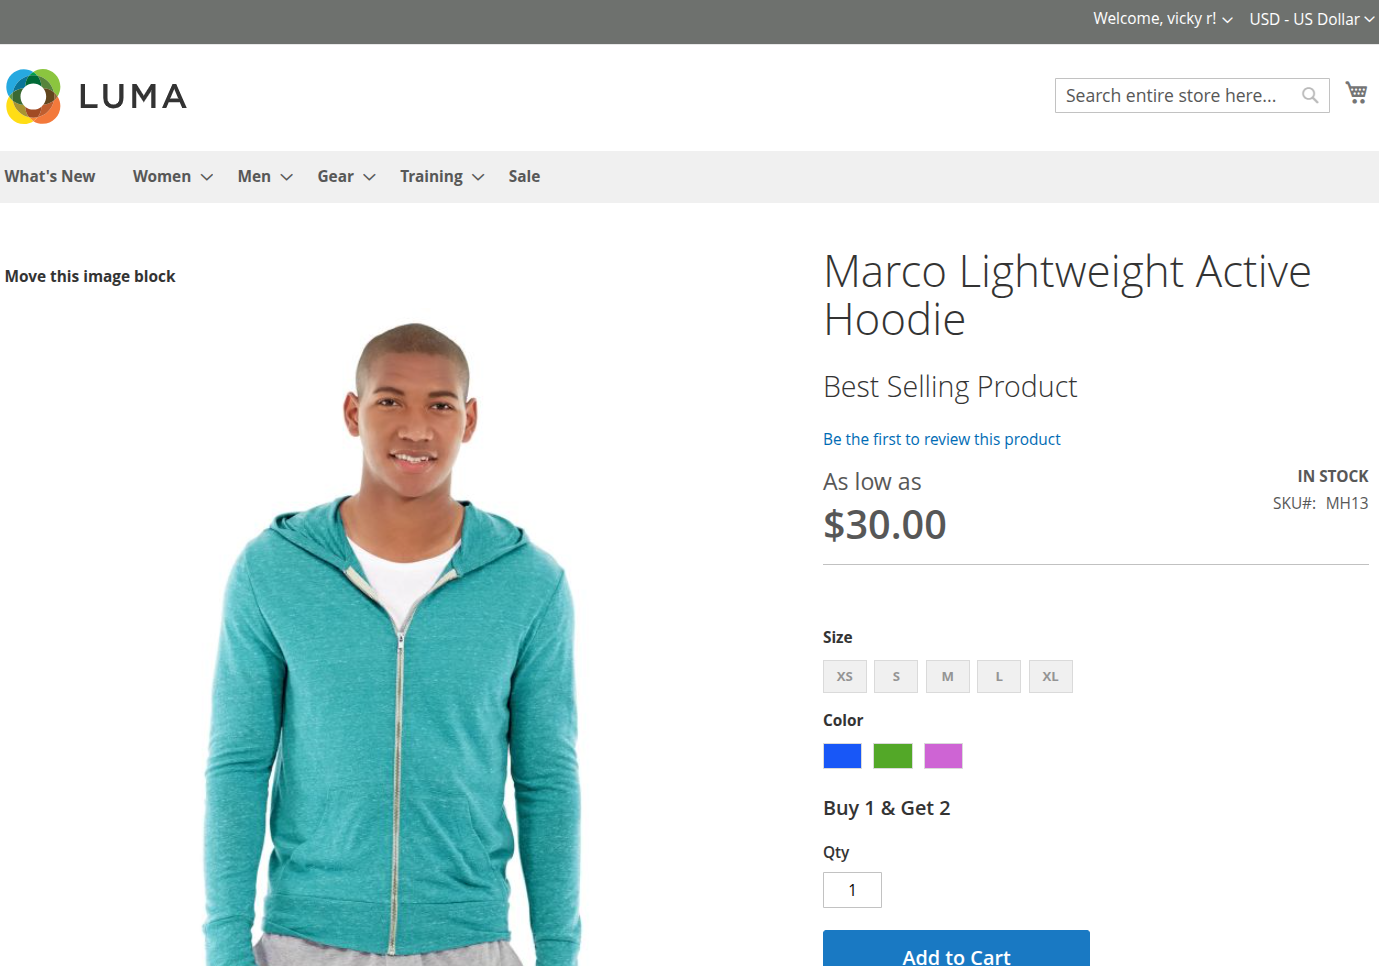 Welcome, vicky r! USD - US Dollar
LUMA
Search entire store here...
What's New Women Men Gear Training Sale
Move this image block
Marco Lightweight Active
Hoodie
Best Selling Product
Be the first to review this product
As low as
$30.00
IN STOCK
SKU#: MH13
Size
XS S M L XL
Color
Buy 1 & Get 2
Qty
1
Add to Cart